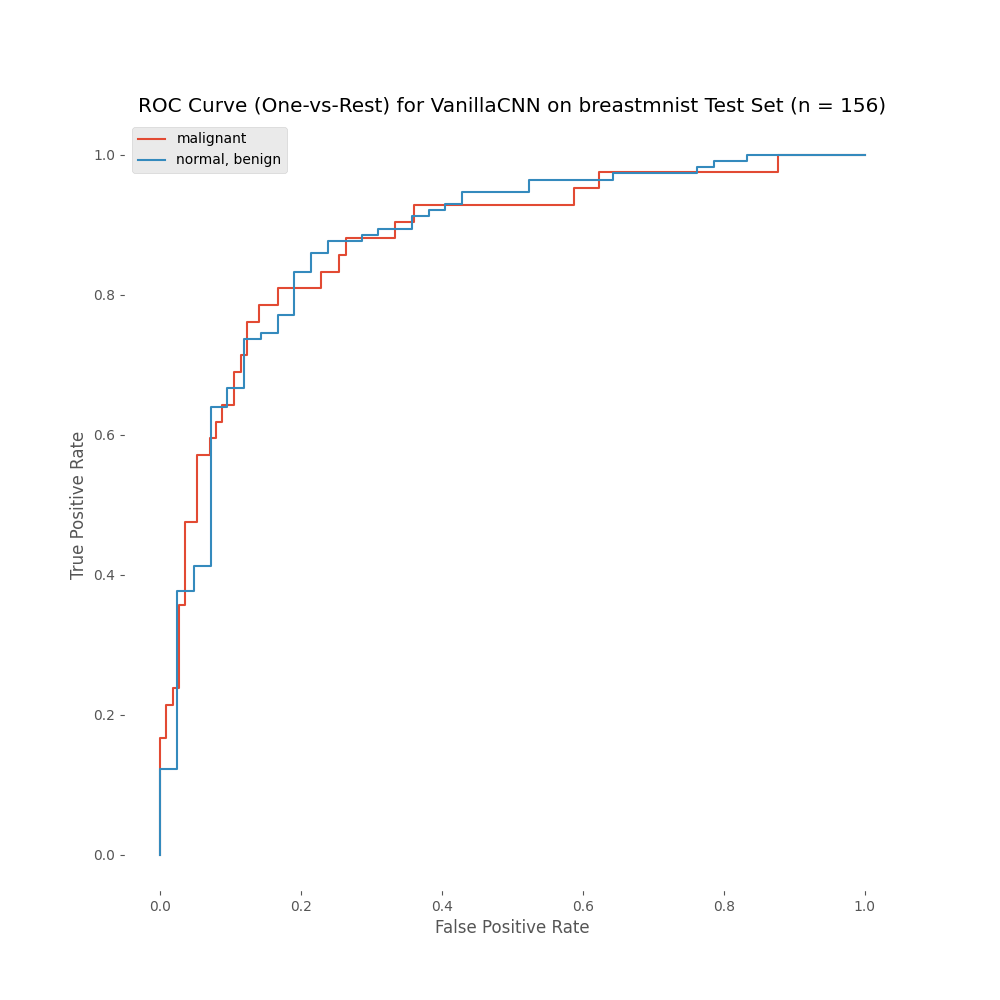 ROC Curve (One-vs-Rest) for VanillaCNN on breastmnist Test Set (n = 156)
malignant
normal, benign
1.0
0.8
0.6
0.4
0.2
0.0
True Positive Rate
0.0 0.2 0.4 0.6 0.8 1.0
False Positive Rate